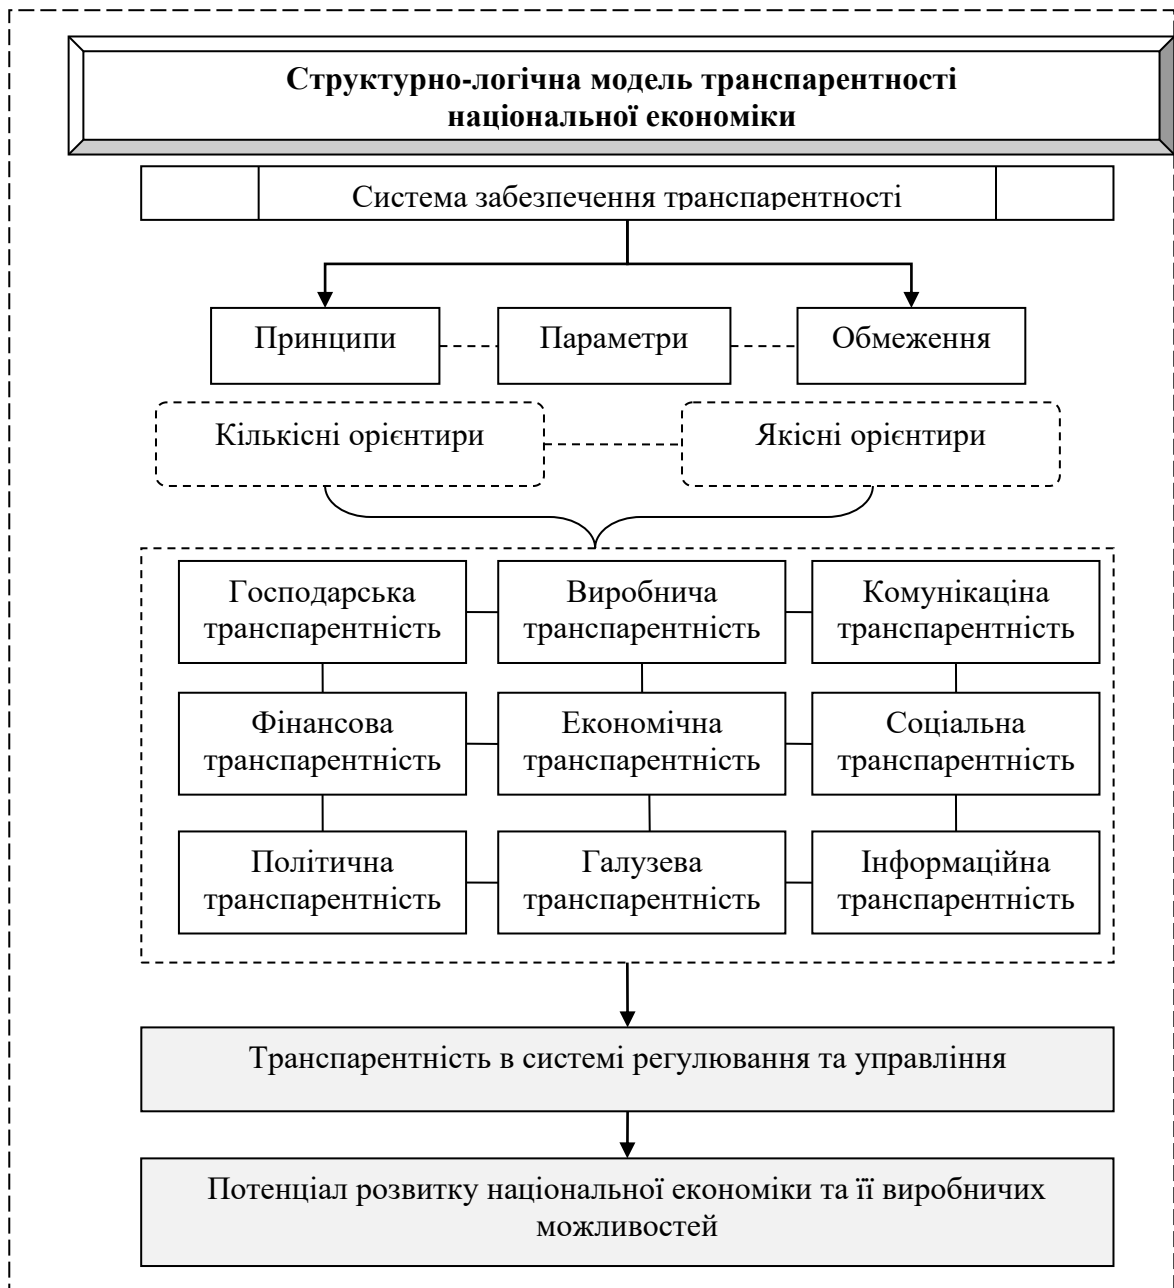 Структурно-логічна модель транспарентності
національної економіки
Система забезпечення транспарентності
Принципи
Параметри
Обмеження
Кількісні орієнтири
Якісні орієнтири
Господарська
транспарентність
Виробнича
транспарентність
Комунікаціна
транспарентність
Фінансова
транспарентність
Економічна
транспарентність
Соціальна
транспарентність
Політична
транспарентність
Галузева
транспарентність
Інформаційна
транспарентність
Транспарентність в системі регулювання та управління
Потенціал розвитку національної економіки та її виробничих
можливостей